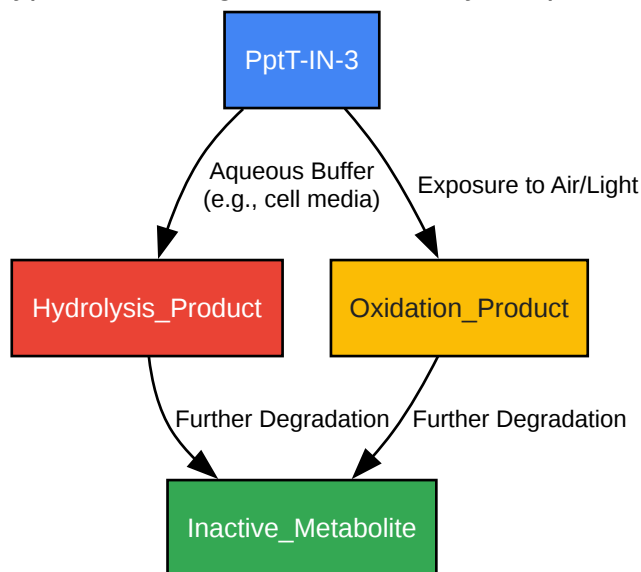 PptT-IN-3
Aqueous Buffer
(e.g., cell media)
Exposure to Air/Light
Hydrolysis_Product
Oxidation_Product
Further Degradation
Further Degradation
Inactive_Metabolite